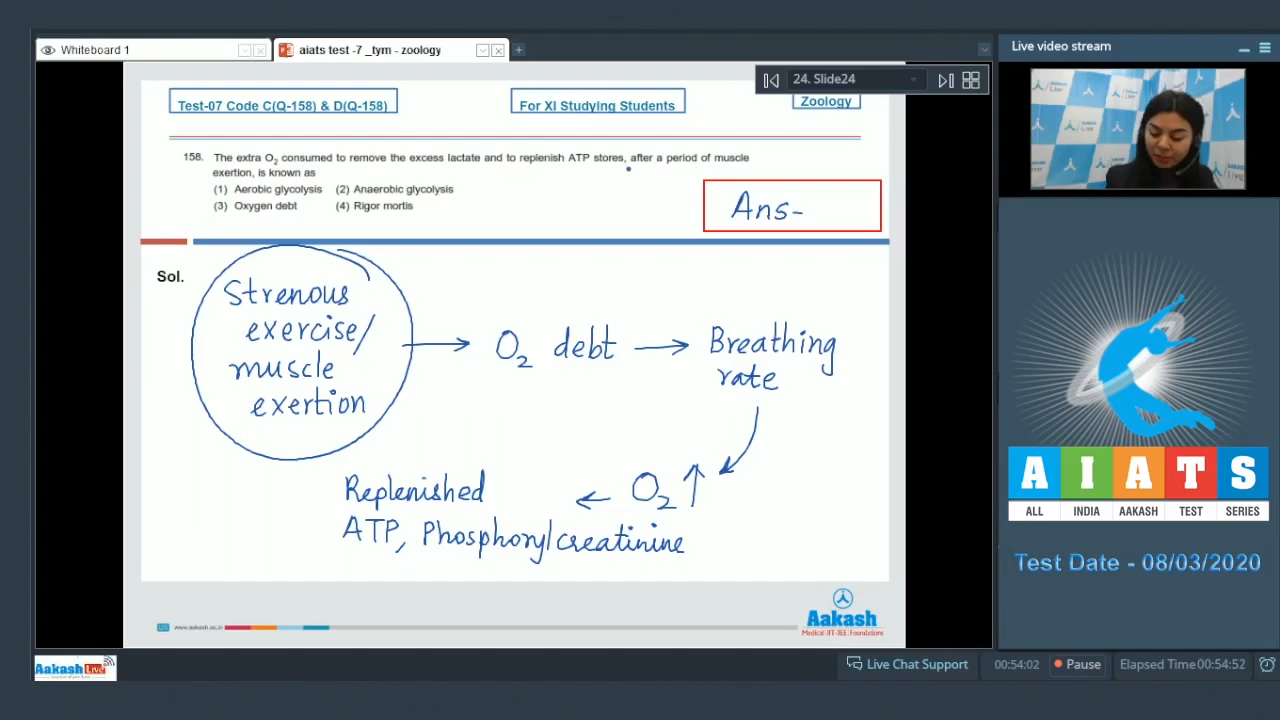 Whiteboard 1
aiats test -7 _tym - zoology
Live video stream
24. Slide24
Test-07 Code C(Q-158) & D(Q-158)
For XI Studying Students
Zoology
158. The extra O2 consumed to remove the excess lactate and to replenish ATP stores, after a period of muscle
exertion, is known as
(1) Aerobic glycolysis (2) Anaerobic glycolysis
(3) Oxygen debt (4) Rigor mortis
Ans-
Sol.
Strenous
exercise/
muscle
exertion
→ O2 debt → Breathing
rate
O2 ↑
← Replenished
ATP, Phosphorylcreatinine
www.aakash.ac.in
Aakash
Medical | IIT-JEE | Foundations
A I A T S
ALL INDIA AAKASH TEST SERIES
Test Date - 08/03/2020
Aakash Live
Live Chat Support
00:54:02
Pause
Elapsed Time 00:54:52